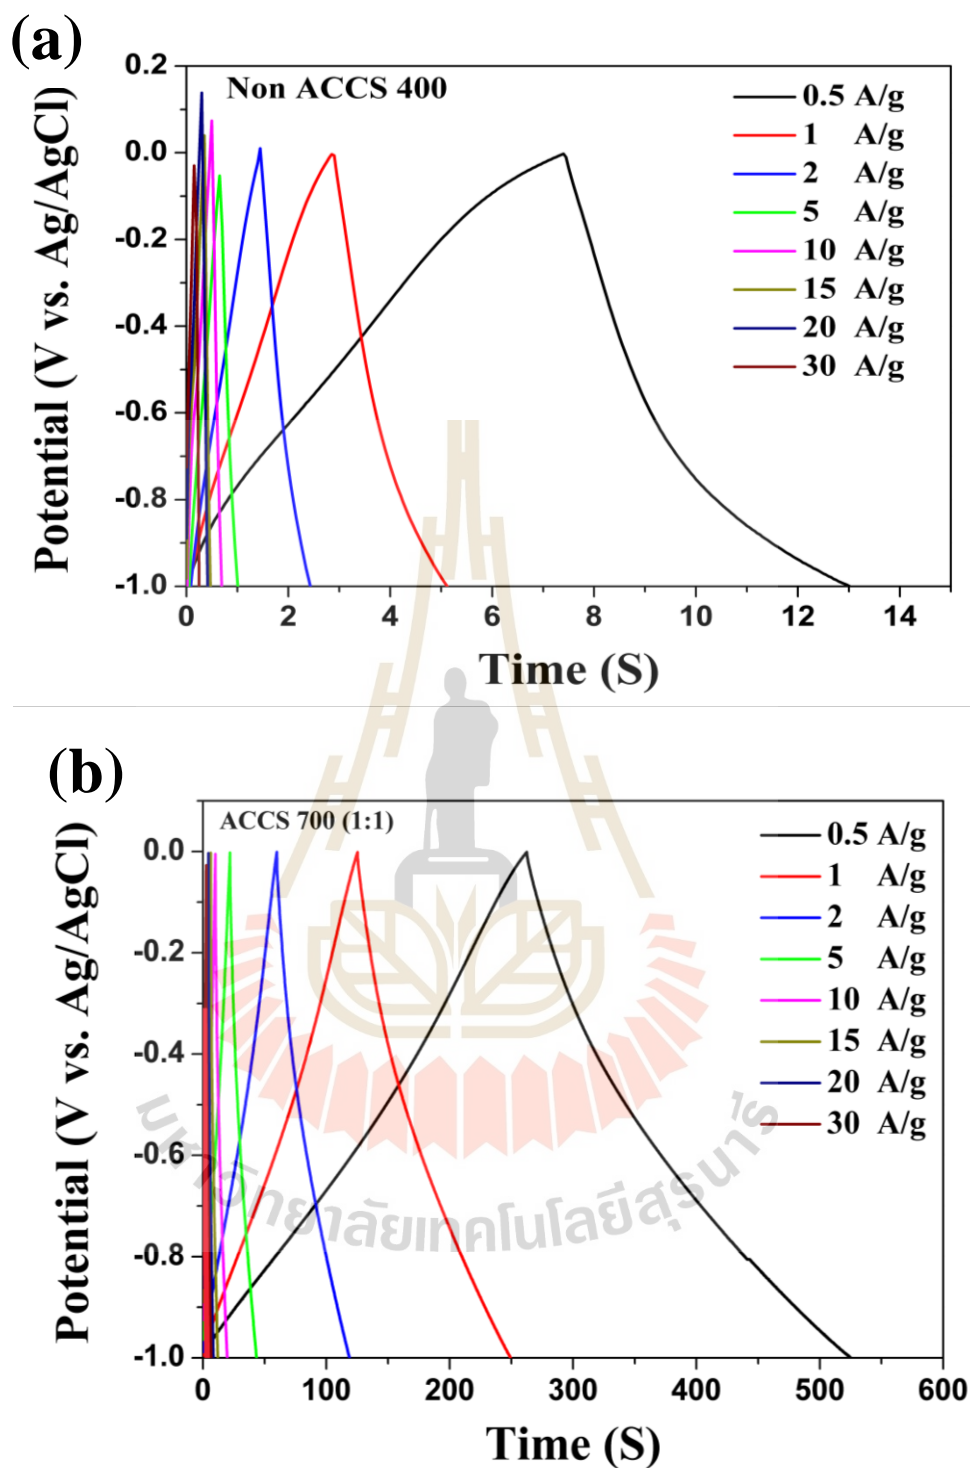 (a)
Potential (V vs. Ag/AgCl)
0.2
0.0
-0.2
-0.4
-0.6
-0.8
-1.0
Non ACCS 400
0.5 A/g
1 A/g
2 A/g
5 A/g
10 A/g
15 A/g
20 A/g
30 A/g
0 2 4 6 8 10 12 14
Time (S)
(b)
Potential (V vs. Ag/AgCl)
0.0
-0.2
-0.4
-0.6
-0.8
-1.0
ACCS 700 (1:1)
0.5 A/g
1 A/g
2 A/g
5 A/g
10 A/g
15 A/g
20 A/g
30 A/g
มหาวิทยาลัยเทคโนโลยีสุรนารี
0 100 200 300 400 500 600
Time (S)